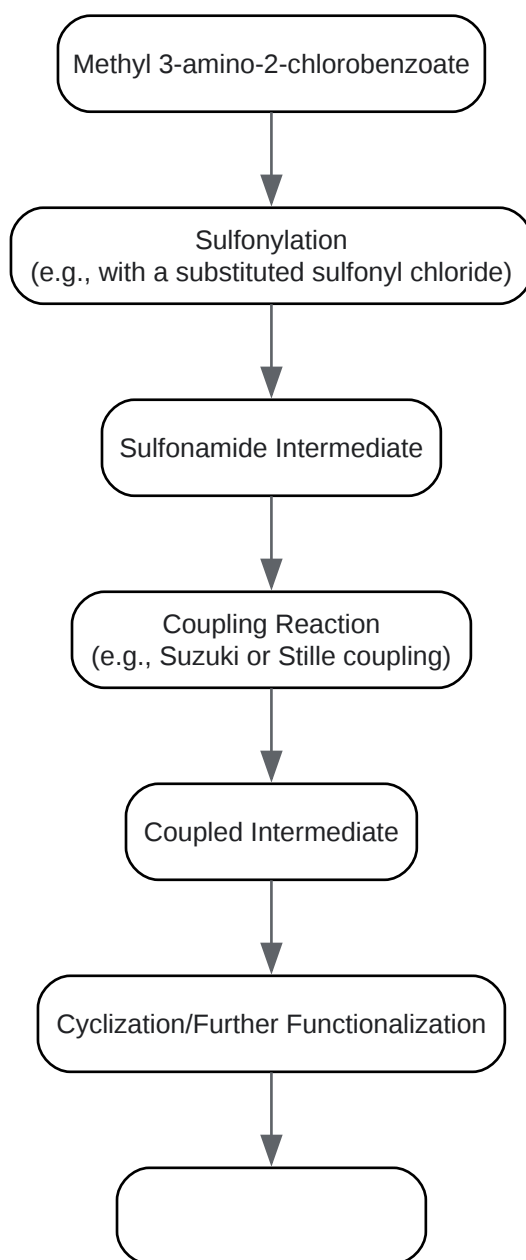 Methyl 3-amino-2-chlorobenzoate
Sulfonylation
(e.g., with a substituted sulfonyl chloride)
Sulfonamide Intermediate
Coupling Reaction
(e.g., Suzuki or Stille coupling)
Coupled Intermediate
Cyclization/Further Functionalization